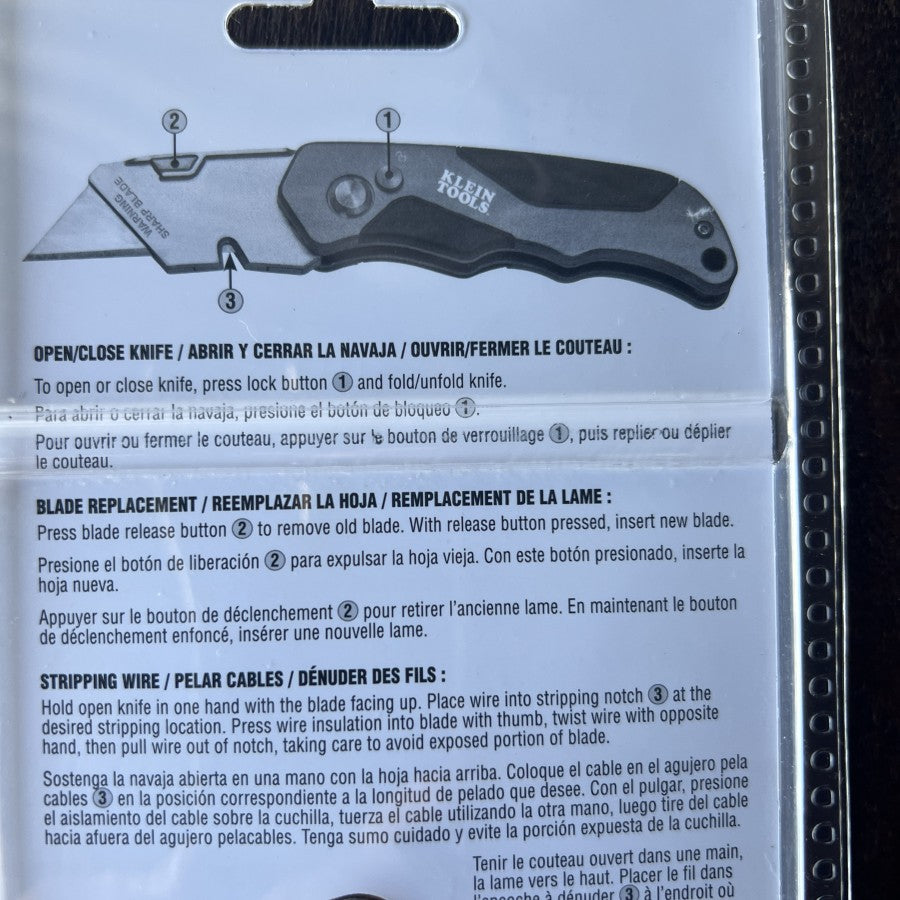 2
1
KLEIN
TOOLS®
WARNING
SHARP BLADE
3
OPEN/CLOSE KNIFE / ABRIR Y CERRAR LA NAVAJA / OUVRIR/FERMER LE COUTEAU :
To open or close knife, press lock button 1 and fold/unfold knife.
Para abrir o cerrar la navaja, presione el botón de bloqueo 1.
Pour ouvrir ou fermer le couteau, appuyer sur le bouton de verrouillage 1, puis replier ou déplier
le couteau.
BLADE REPLACEMENT / REEMPLAZAR LA HOJA / REMPLACEMENT DE LA LAME :
Press blade release button 2 to remove old blade. With release button pressed, insert new blade.
Presione el botón de liberación 2 para expulsar la hoja vieja. Con este botón presionado, inserte la
hoja nueva.
Appuyer sur le bouton de déclenchement 2 pour retirer l'ancienne lame. En maintenant le bouton
de déclenchement enfoncé, insérer une nouvelle lame.
STRIPPING WIRE / PELAR CABLES / DÉNUDER DES FILS :
Hold open knife in one hand with the blade facing up. Place wire into stripping notch 3 at the
desired stripping location. Press wire insulation into blade with thumb, twist wire with opposite
hand, then pull wire out of notch, taking care to avoid exposed portion of blade.
Sostenga la navaja abierta en una mano con la hoja hacia arriba. Coloque el cable en el agujero pela
cables 3 en la posición correspondiente a la longitud de pelado que desee. Con el pulgar, presione
el aislamiento del cable sobre la cuchilla, tuerza el cable utilizando la otra mano, luego tire del cable
hacia afuera del agujero pelacables. Tenga sumo cuidado y evite la porción expuesta de la cuchilla.
Tenir le couteau ouvert dans une main,
la lame vers le haut. Placer le fil dans
l'encoche à dénuder 3 à l'endroit où